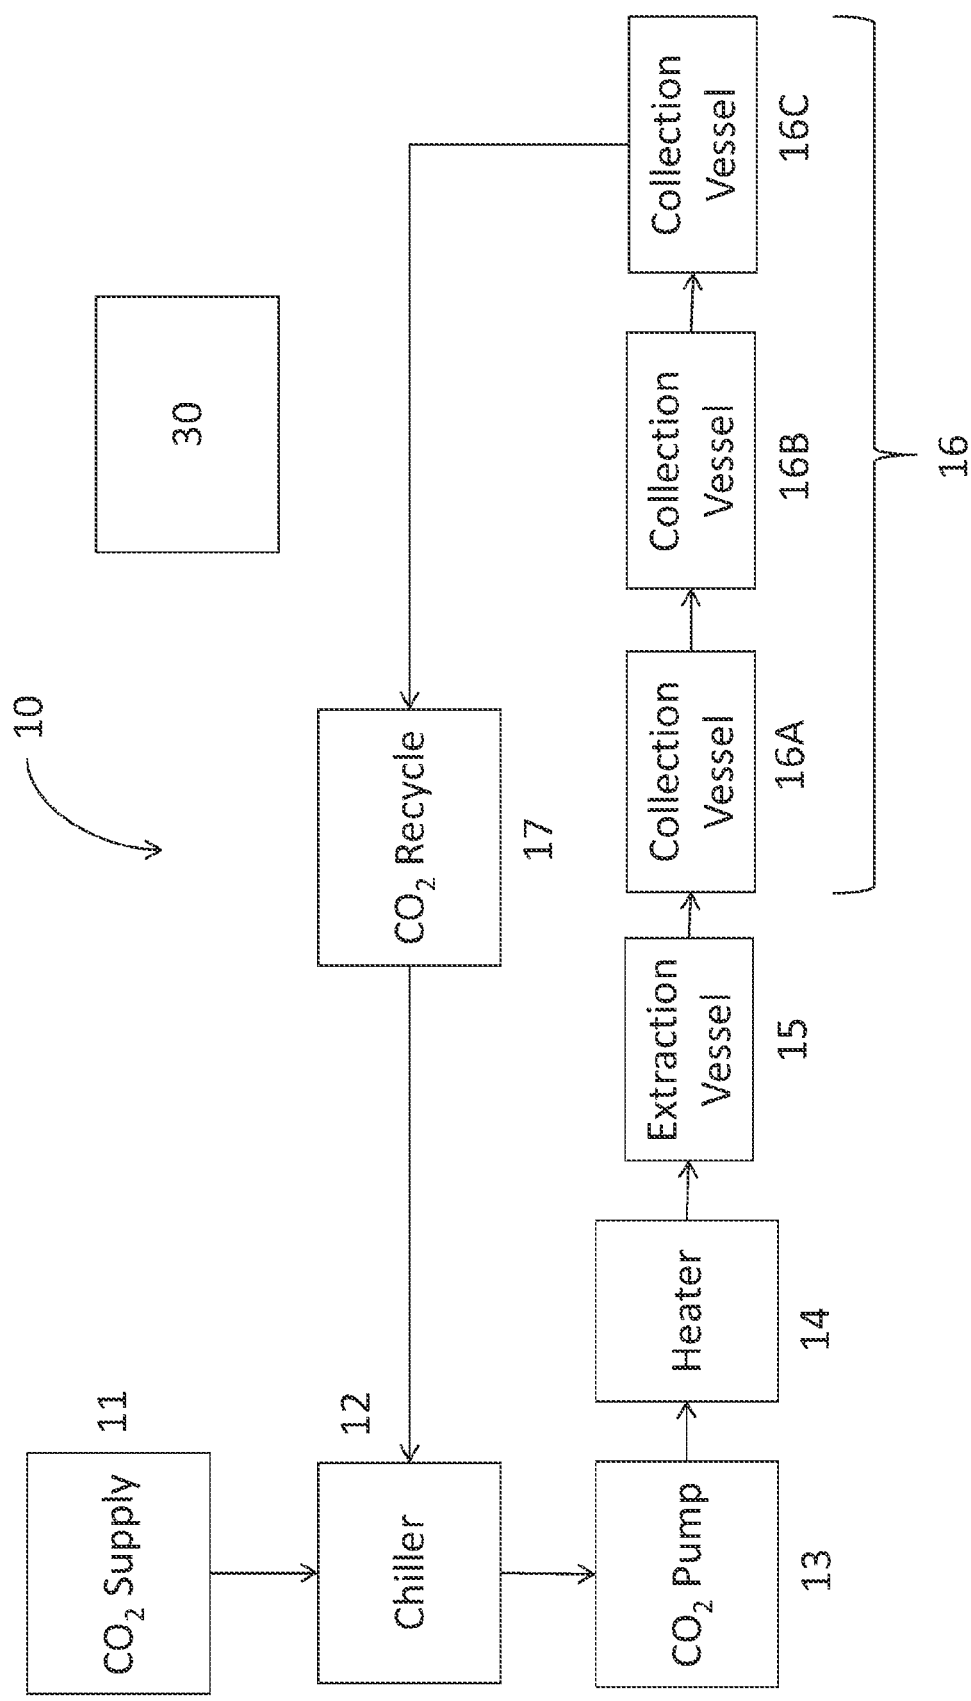 10
30
CO2 Supply
11
Chiller
12
CO2 Recycle
17
CO2 Pump
13
Heater
14
Extraction
Vessel
15
Collection
Vessel
16A
Collection
Vessel
16B
Collection
Vessel
16C
16